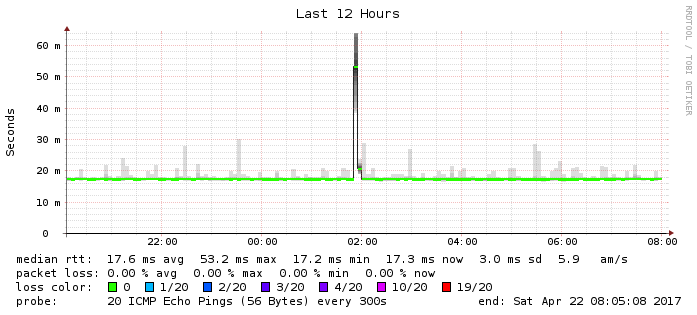 Last 12 Hours
RRDTOOL / TOBI OETIKER
Seconds
60 m
50 m
40 m
30 m
20 m
10 m
0
22:00 00:00 02:00 04:00 06:00 08:00
median rtt: 17.6 ms avg 53.2 ms max 17.2 ms min 17.3 ms now 3.0 ms sd 5.9 am/s
packet loss: 0.00 % avg 0.00 % max 0.00 % min 0.00 % now
loss color: 0 1/20 2/20 3/20 4/20 10/20 19/20
probe: 20 ICMP Echo Pings (56 Bytes) every 300s end: Sat Apr 22 08:05:08 2017